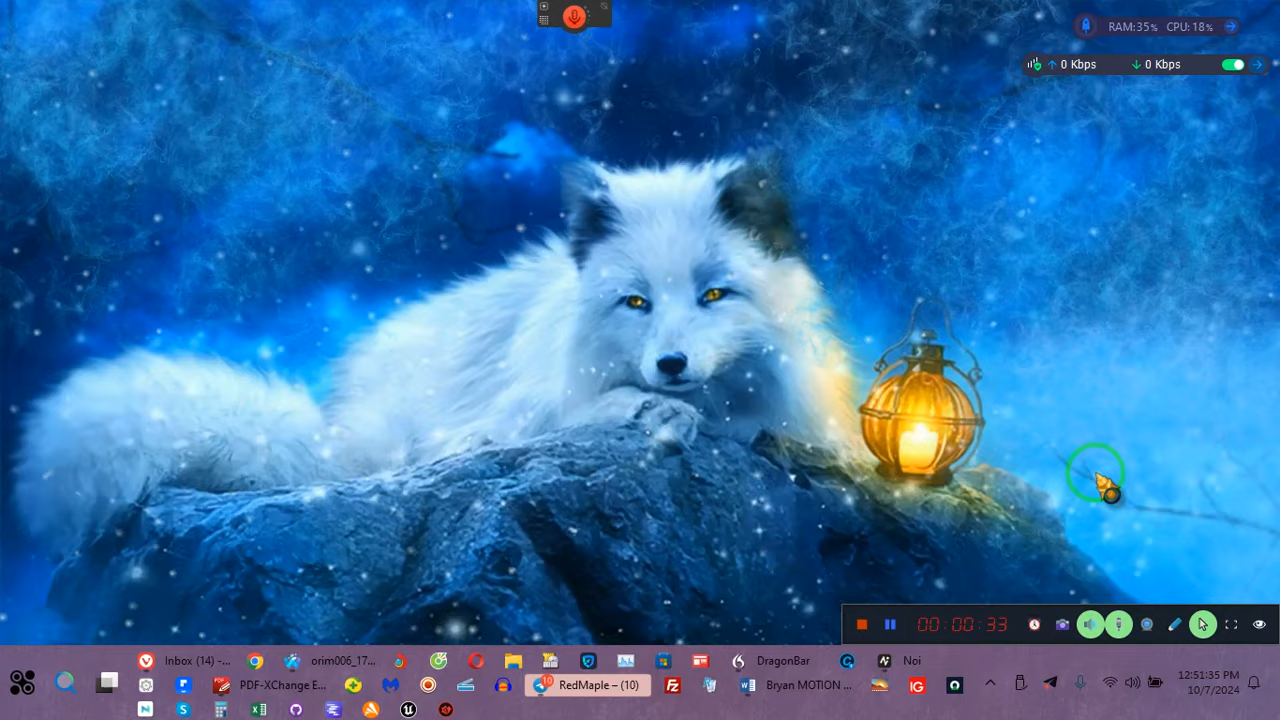 RAM:35% CPU: 18%
0 Kbps 0 Kbps
00:00:33
Inbox (14) -... orim006_17... DragonBar Noi
PDF-XChange E... RedMaple – (10) Bryan MOTION ...
10
12:51:35 PM
10/7/2024